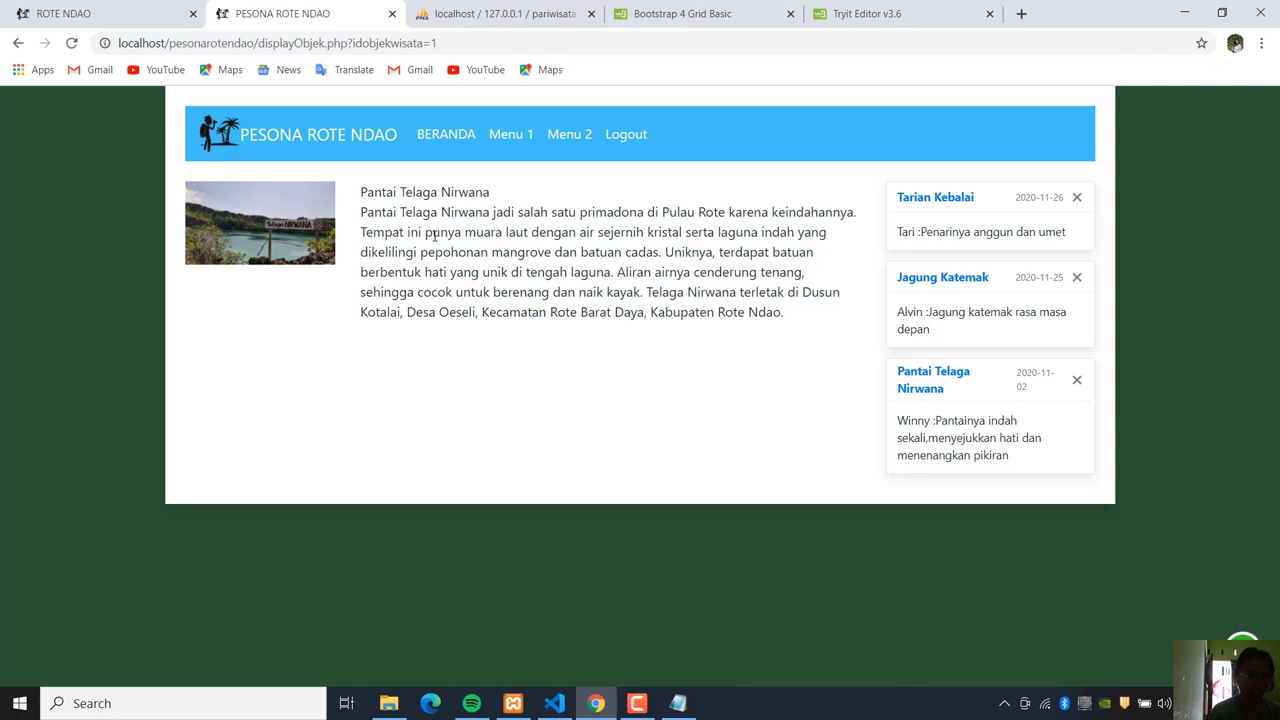 ROTE NDAO
PESONA ROTE NDAO
localhost / 127.0.0.1 / pariwisata
Bootstrap 4 Grid Basic
Tryit Editor v3.6
localhost/pesonarotendao/displayObjek.php?idobjekwisata=1
Apps
Gmail
YouTube
Maps
News
Translate
Gmail
YouTube
Maps
PESONA ROTE NDAO
BERANDA
Menu 1
Menu 2
Logout
Telaga NIRWANA
Pantai Telaga Nirwana
Pantai Telaga Nirwana jadi salah satu primadona di Pulau Rote karena keindahannya.
Tempat ini punya muara laut dengan air sejernih kristal serta laguna indah yang
dikelilingi pepohonan mangrove dan batuan cadas. Uniknya, terdapat batuan
berbentuk hati yang unik di tengah laguna. Aliran airnya cenderung tenang,
sehingga cocok untuk berenang dan naik kayak. Telaga Nirwana terletak di Dusun
Kotalai, Desa Oeseli, Kecamatan Rote Barat Daya, Kabupaten Rote Ndao.
Tarian Kebalai
2020-11-26
Tari :Penarinya anggun dan umet
Jagung Katemak
2020-11-25
Alvin :Jagung katemak rasa masa
depan
Pantai Telaga
Nirwana
2020-11-
02
Winny :Pantainya indah
sekali,menyejukkan hati dan
menenangkan pikiran
Search